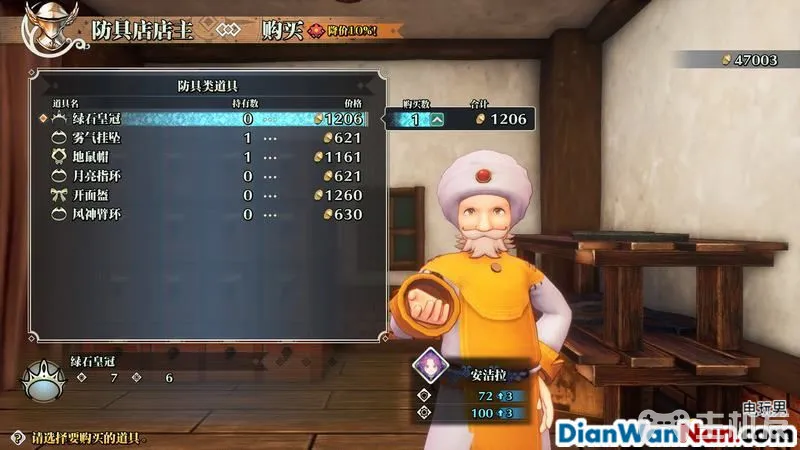 防具店店主 购买 降价10%!
47003
防具类道具
道具名 持有数 价格 购买数 合计
绿石皇冠 0 ... 1206 1 1206
雾气挂坠 1 ... 621
地鼠帽 1 ... 1161
月亮指环 0 ... 621
开面盔 0 ... 1260
风神臂环 0 ... 630
绿石皇冠
7 6
安洁拉
72 3
100 3
请选择要购买的道具。
电玩男
DianWanNan.com